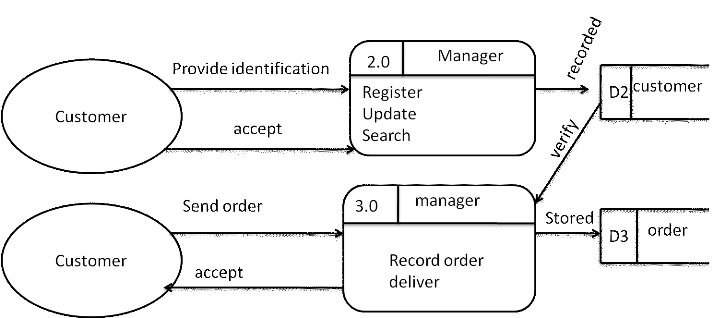 Provide identification
2.0
Manager
recorded
Customer
accept
Register
Update
Search
D2
customer
verify
Send order
3.0
manager
Stored
Customer
accept
Record order
deliver
D3
order